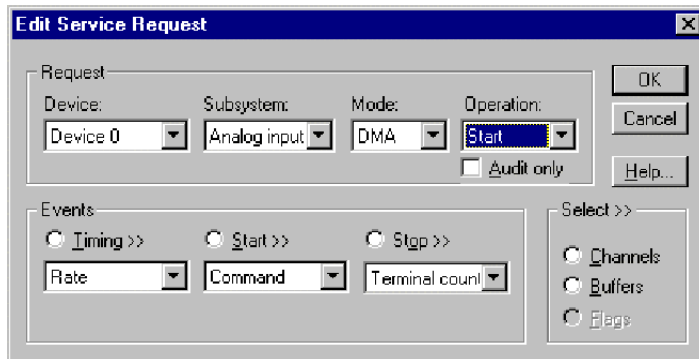 Edit Service Request
Request
OK
Device: Subsystem: Mode: Operation:
Device 0 Analog input DMA Start
Cancel
Audit only
Help...
Events
Select >>
Timing >> Start >> Stop >>
Channels
Rate Command Terminal count
Buffers
Flags